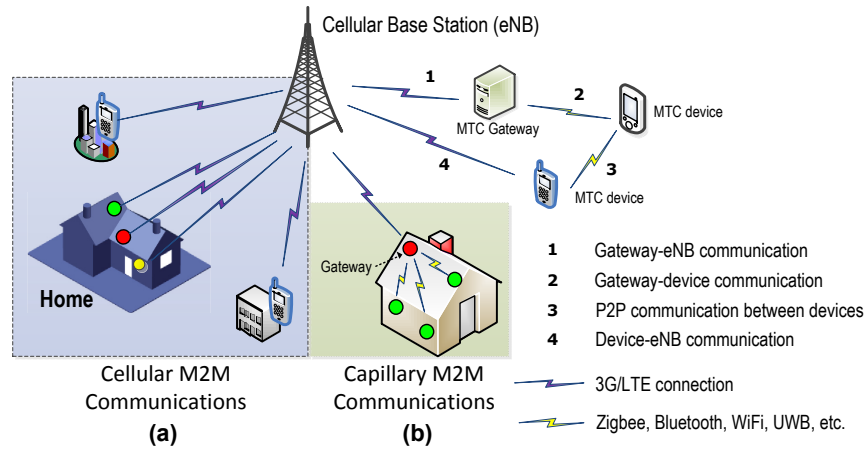 Cellular Base Station (eNB)
1
2
MTC Gateway
MTC device
4
3
MTC device
Home
Gateway
1 Gateway-eNB communication
2 Gateway-device communication
3 P2P communication between devices
4 Device-eNB communication
Cellular M2M
Communications
(a)
Capillary M2M
Communications
(b)
3G/LTE connection
Zigbee, Bluetooth, WiFi, UWB, etc.